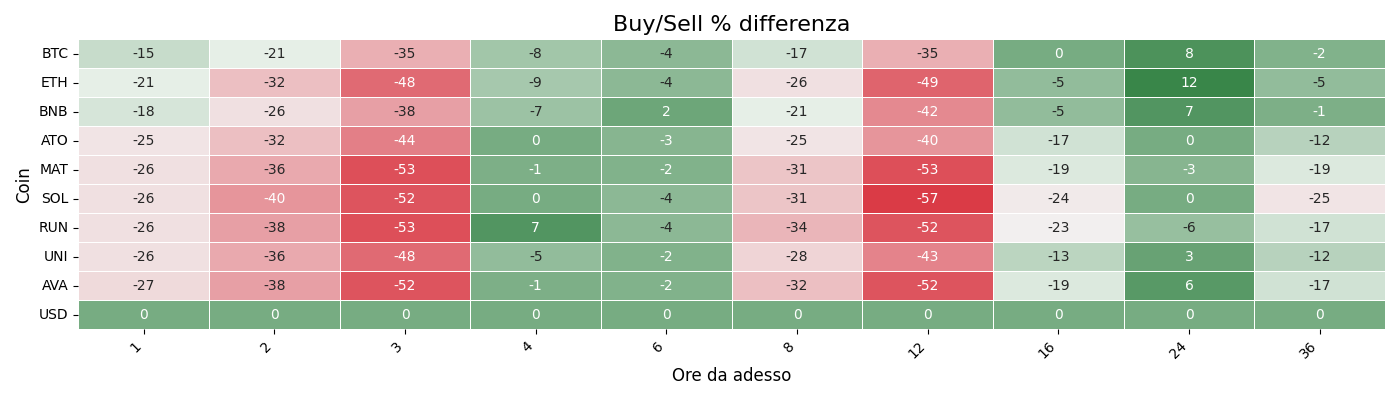 Buy/Sell % differenza
Coin
BTC -15 -21 -35 -8 -4 -17 -35 0 8 -2
ETH -21 -32 -48 -9 -4 -26 -49 -5 12 -5
BNB -18 -26 -38 -7 2 -21 -42 -5 7 -1
ATO -25 -32 -44 0 -3 -25 -40 -17 0 -12
MAT -26 -36 -53 -1 -2 -31 -53 -19 -3 -19
SOL -26 -40 -52 0 -4 -31 -57 -24 0 -25
RUN -26 -38 -53 7 -4 -34 -52 -23 -6 -17
UNI -26 -36 -48 -5 -2 -28 -43 -13 3 -12
AVA -27 -38 -52 -1 -2 -32 -52 -19 6 -17
USD 0 0 0 0 0 0 0 0 0 0
1 2 3 4 6 8 12 16 24 36
Ore da adesso